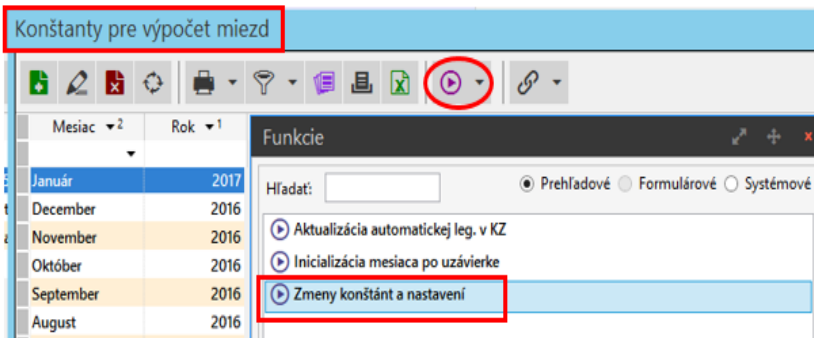 Konštanty pre výpočet miezd
Mesiac 2 Rok 1
Funkcie
Január 2017
Hľadať: Prehľadové Formulárové Systémové
December 2016
Aktualizácia automatickej leg. v KZ
November 2016
Inicializácia mesiaca po uzávierke
Október 2016
Zmeny konštánt a nastavení
September 2016
August 2016